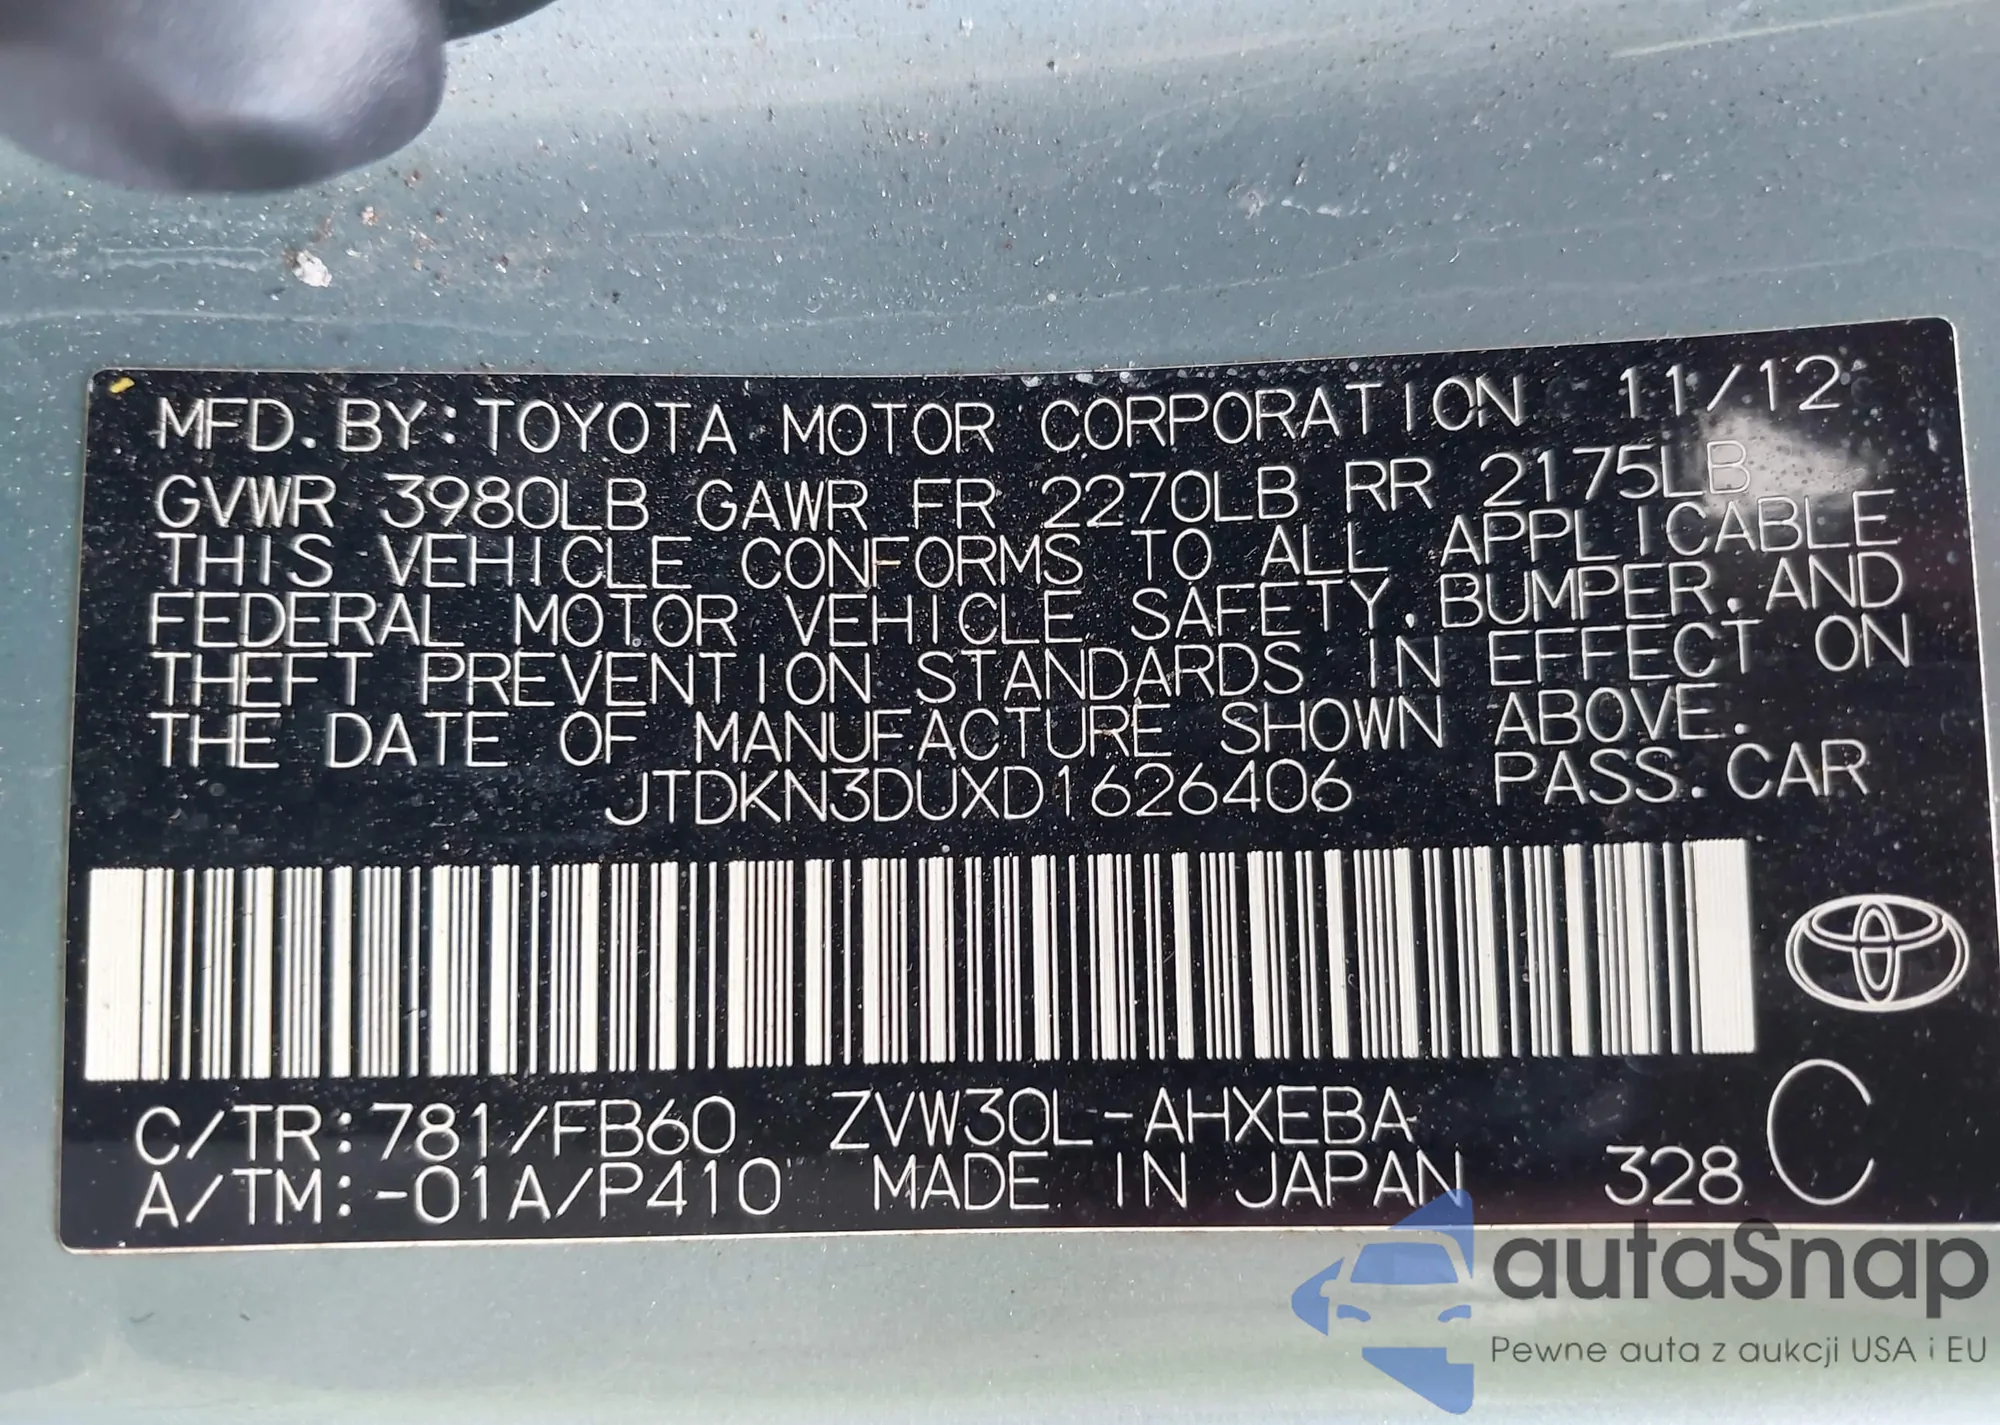 MFD. BY: TOYOTA MOTOR CORPORATION 11/12
GVWR 3980LB GAWR FR 2270LB RR 2175LB
THIS VEHICLE CONFORMS TO ALL APPLICABLE
FEDERAL MOTOR VEHICLE SAFETY, BUMPER, AND
THEFT PREVENTION STANDARDS IN EFFECT ON
THE DATE OF MANUFACTURE SHOWN ABOVE.
JTDKN3DUXD1626406 PASS. CAR
C/TR: 781/FB60 ZVW30L-AHXEBA
A/TM: -01A/P410 MADE IN JAPAN 328 C
autaSnap
Pewne auta z aukcji USA i EU